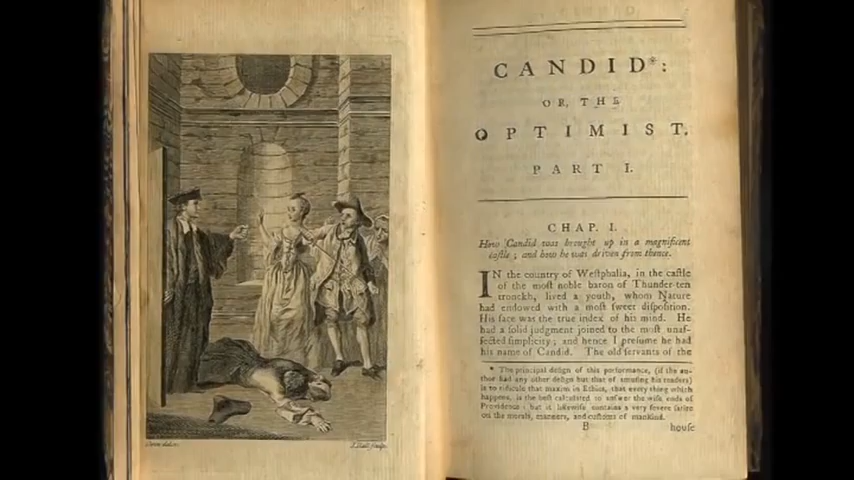 CANDID*:
OR, THE
OPTIMIST.
PART I.
CHAP. I.
How Candid was brought up in a magnificent
castle; and how he was driven from thence.
IN the country of Westphalia, in the castle
of the most noble baron of Thunder-ten
tronckh, lived a youth, whom Nature
had endowed with a most sweet disposition.
His face was the true index of his mind. He
had a solid judgment joined to the most unaf-
fected simplicity; and hence I presume he had
his name of Candid. The old servants of the
* The principal design of this performance, (if the au-
thor had any other design but that of amusing his readers)
is to ridicule that maxim in Ethics, that every thing which
happens, is the best calculated to answer the wise ends of
Providence: but it likewise contains a very severe satire
on the morals, manners, and customs of mankind.
B
house